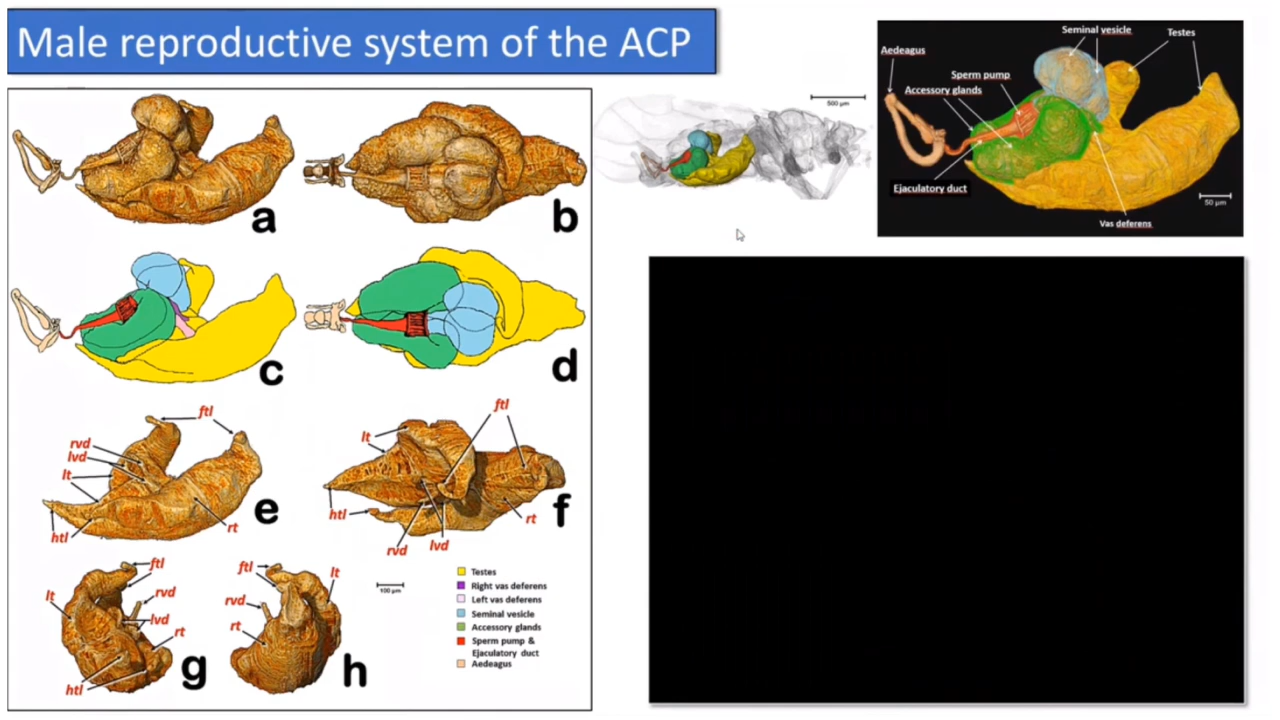 Male reproductive system of the ACP
a
b
c
d
ftl
rvd
lvd
lt
htl
rt
e
ftl
lt
htl
rvd
lvd
rt
f
ftl
lt
rvd
lvd
rt
htl
g
ftl
lt
rvd
rt
h
100 μm
Testes
Right vas deferens
Left vas deferens
Seminal vesicle
Accessory glands
Sperm pump &
Ejaculatory duct
Aedeagus
500 μm
Seminal vesicle
Testes
Aedeagus
Sperm pump
Accessory glands
Ejaculatory duct
50 μm
Vas deferens